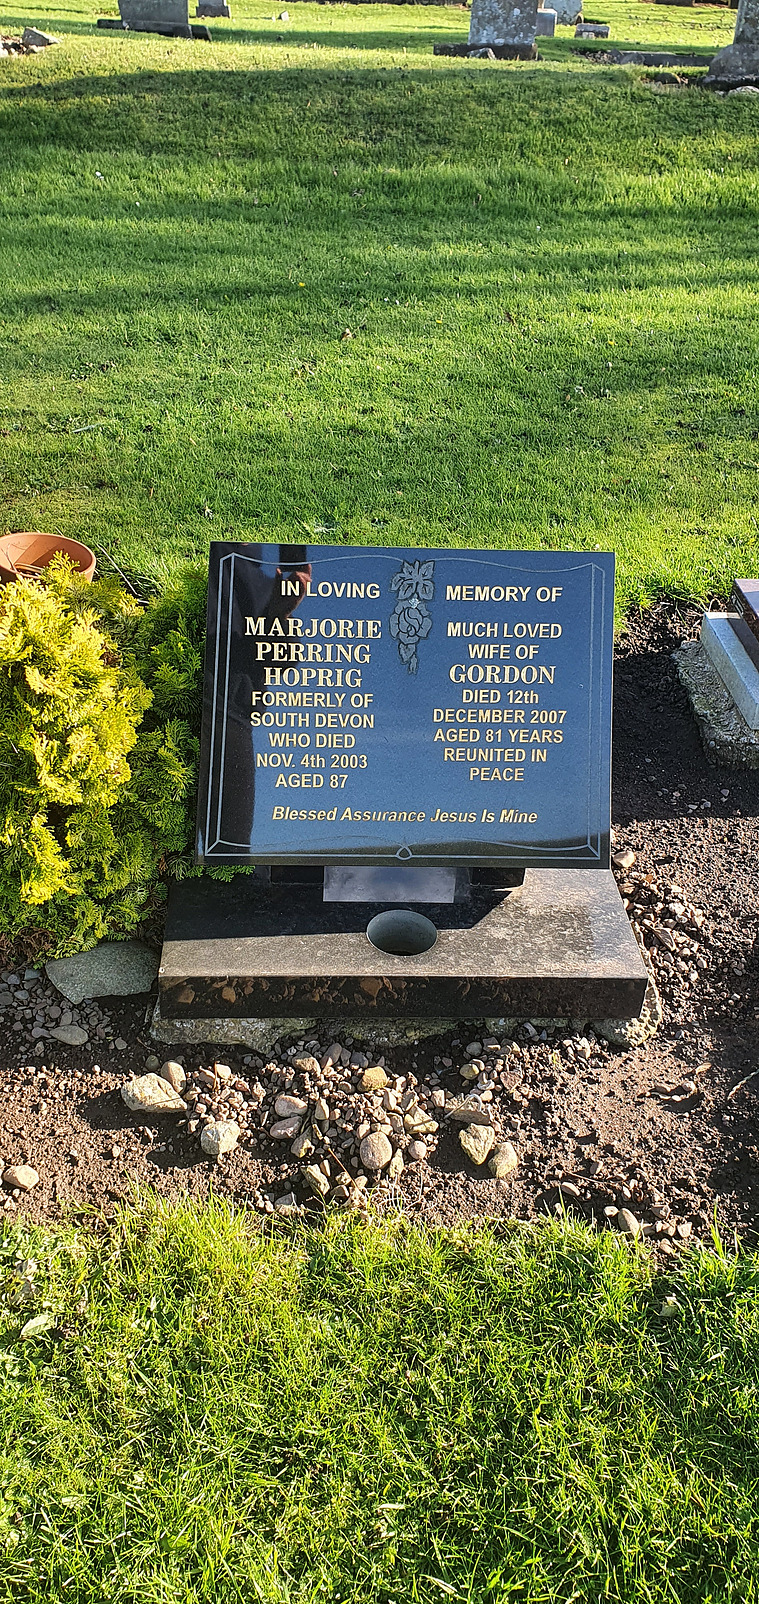 IN LOVING MEMORY OF
MARJORIE
PERRING
HOPRIG
FORMERLY OF
SOUTH DEVON
WHO DIED
NOV. 4th 2003
AGED 87
MUCH LOVED
WIFE OF
GORDON
DIED 12th
DECEMBER 2007
AGED 81 YEARS
REUNITED IN
PEACE
Blessed Assurance Jesus Is Mine